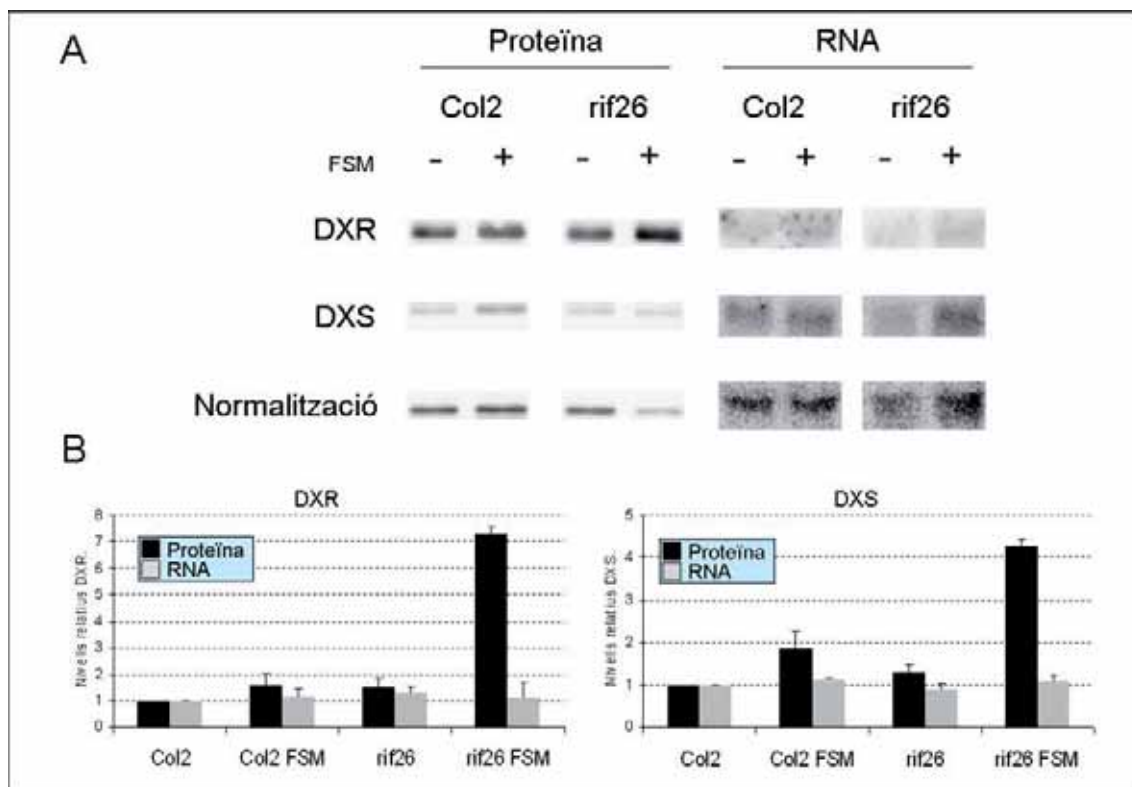 A
Proteïna RNA
Col2 rif26 Col2 rif26
FSM - + - + - + - +
DXR
DXS
Normalització
B
DXR
Nivells relatius DXR.
8
7
6
5
4
3
2
1
0
Proteïna
RNA
Col2 Col2 FSM rif26 rif26 FSM
DXS
Nivells relatius DXS.
5
4
3
2
1
0
Proteïna
RNA
Col2 Col2 FSM rif26 rif26 FSM